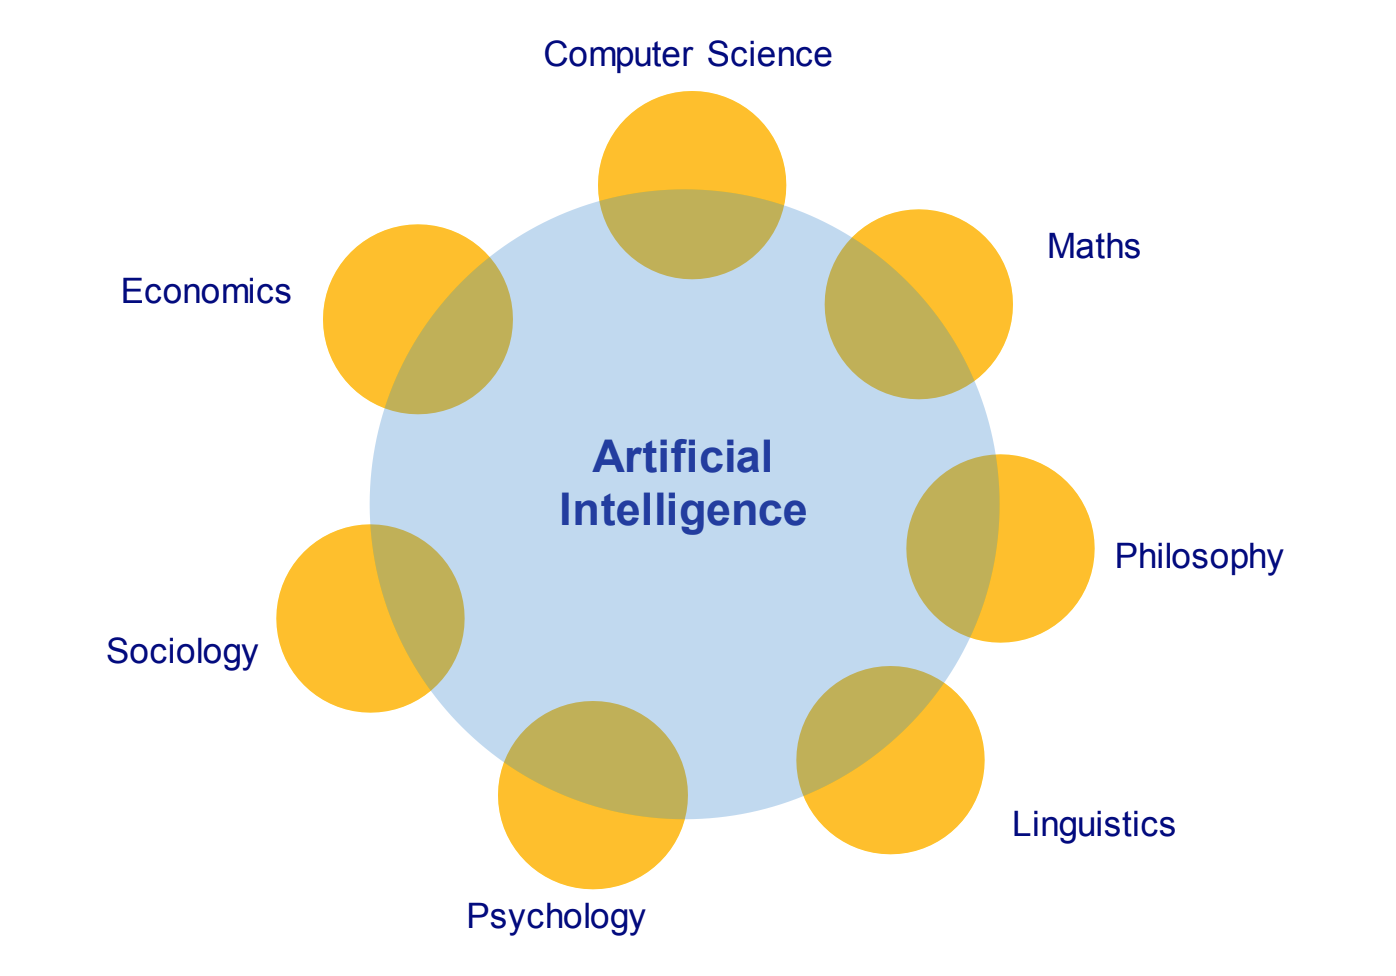 Computer Science
Maths
Economics
Artificial
Intelligence
Philosophy
Sociology
Linguistics
Psychology